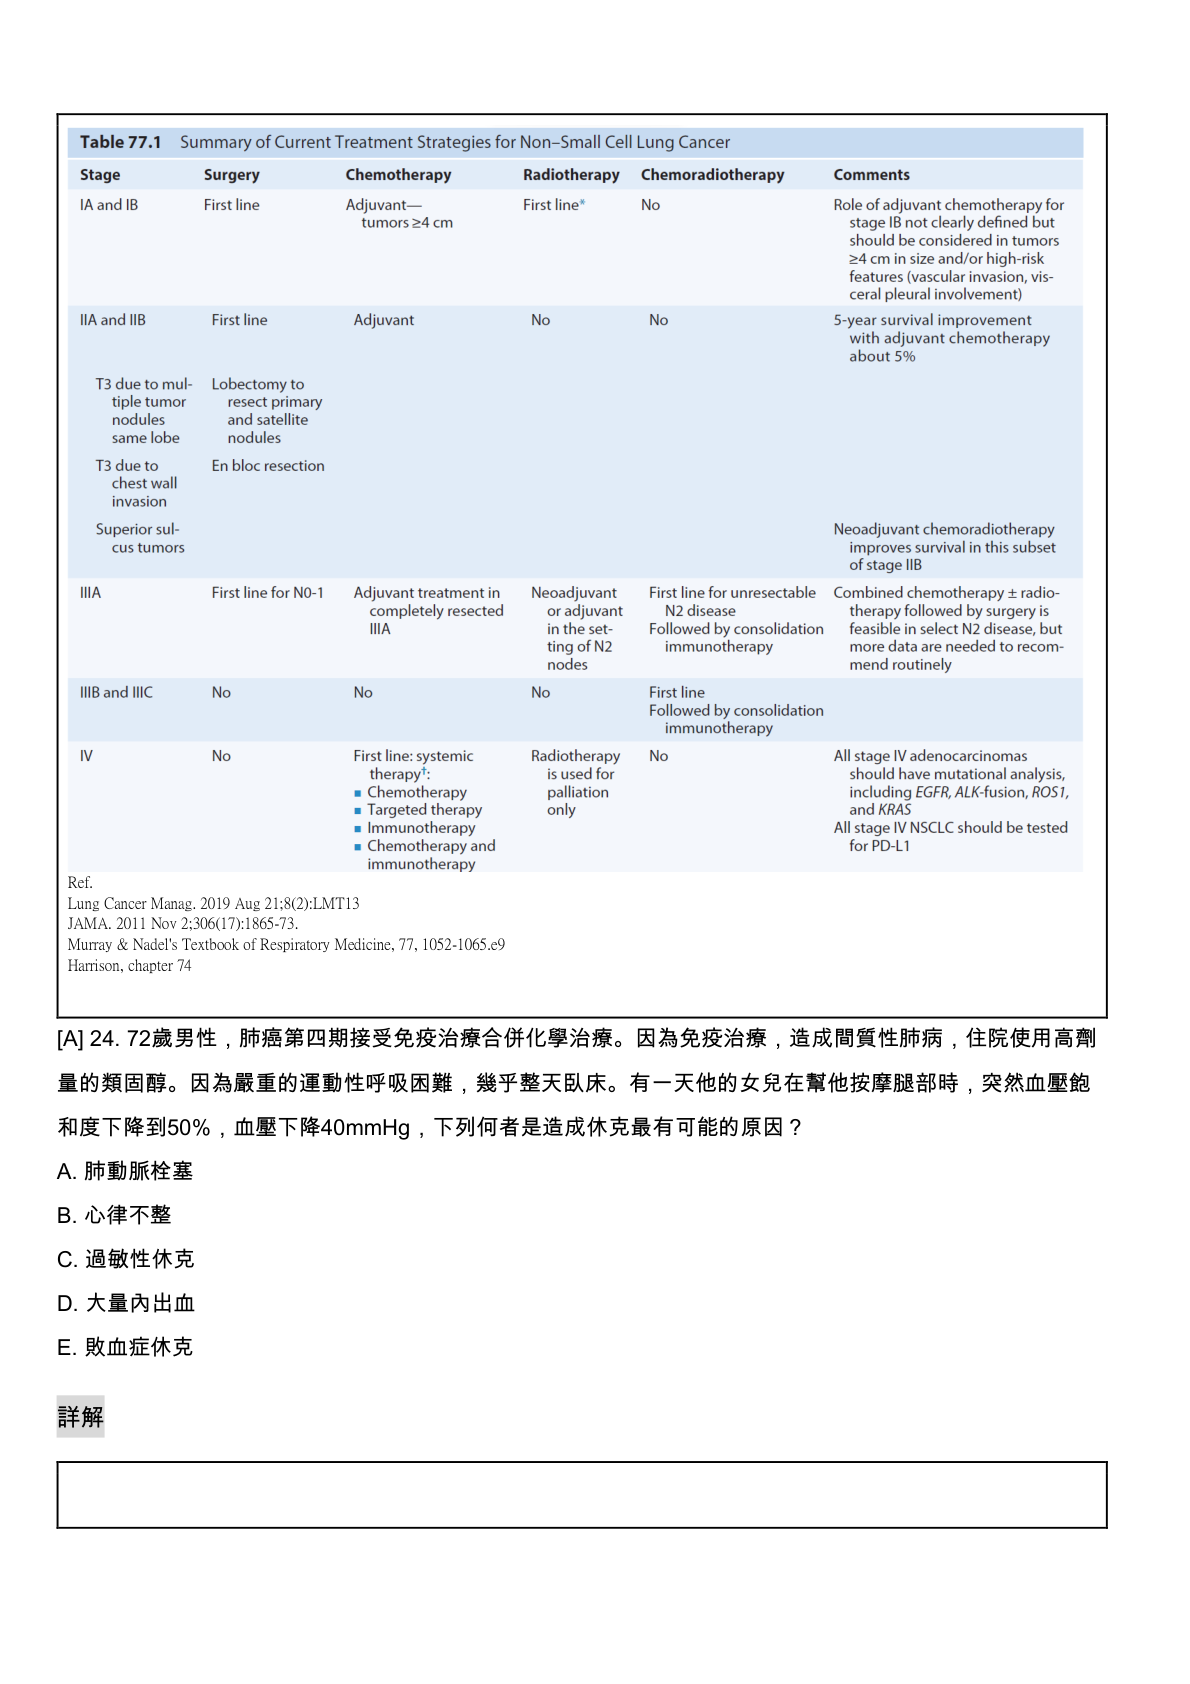 Table 77.1 Summary of Current Treatment Strategies for Non–Small Cell Lung Cancer
Stage Surgery Chemotherapy Radiotherapy Chemoradiotherapy Comments
IA and IB First line Adjuvant— First line* No Role of adjuvant chemotherapy for
tumors ≥4 cm stage IB not clearly defined but
should be considered in tumors
≥4 cm in size and/or high-risk
features (vascular invasion, vis-
ceral pleural involvement)
IIA and IIB First line Adjuvant No No 5-year survival improvement
with adjuvant chemotherapy
about 5%
T3 due to mul- Lobectomy to
tiple tumor resect primary
nodules and satellite
same lobe nodules
T3 due to En bloc resection
chest wall
invasion
Superior sul- Neoadjuvant chemoradiotherapy
cus tumors improves survival in this subset
of stage IIB
IIIA First line for N0-1 Adjuvant treatment in Neoadjuvant First line for unresectable Combined chemotherapy ± radio-
completely resected or adjuvant N2 disease therapy followed by surgery is
IIIA in the set- Followed by consolidation feasible in select N2 disease, but
ting of N2 immunotherapy more data are needed to recom-
nodes mend routinely
IIIB and IIIC No No No First line
Followed by consolidation
immunotherapy
IV No First line: systemic Radiotherapy No All stage IV adenocarcinomas
therapy†: is used for should have mutational analysis,
■ Chemotherapy palliation including EGFR, ALK-fusion, ROS1,
■ Targeted therapy only and KRAS
■ Immunotherapy All stage IV NSCLC should be tested
■ Chemotherapy and for PD-L1
immunotherapy
Ref.
Lung Cancer Manag. 2019 Aug 21;8(2):LMT13
JAMA. 2011 Nov 2;306(17):1865-73.
Murray & Nadel's Textbook of Respiratory Medicine, 77, 1052-1065.e9
Harrison, chapter 74
[A] 24. 72歲男性，肺癌第四期接受免疫治療合併化學治療。因為免疫治療，造成間質性肺病，住院使用高劑
量的類固醇。因為嚴重的運動性呼吸困難，幾乎整天臥床。有一天他的女兒在幫他按摩腿部時，突然血壓飽
和度下降到50%，血壓下降40mmHg，下列何者是造成休克最有可能的原因？
A. 肺動脈栓塞
B. 心律不整
C. 過敏性休克
D. 大量內出血
E. 敗血症休克
詳解